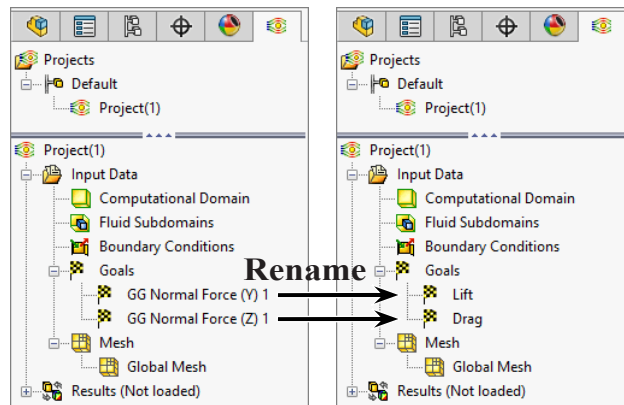 Projects
Default
Project(1)
Project(1)
Input Data
Computational Domain
Fluid Subdomains
Boundary Conditions
Goals
GG Normal Force (Y) 1
GG Normal Force (Z) 1
Mesh
Global Mesh
Results (Not loaded)
Rename
Projects
Default
Project(1)
Project(1)
Input Data
Computational Domain
Fluid Subdomains
Boundary Conditions
Goals
Lift
Drag
Mesh
Global Mesh
Results (Not loaded)